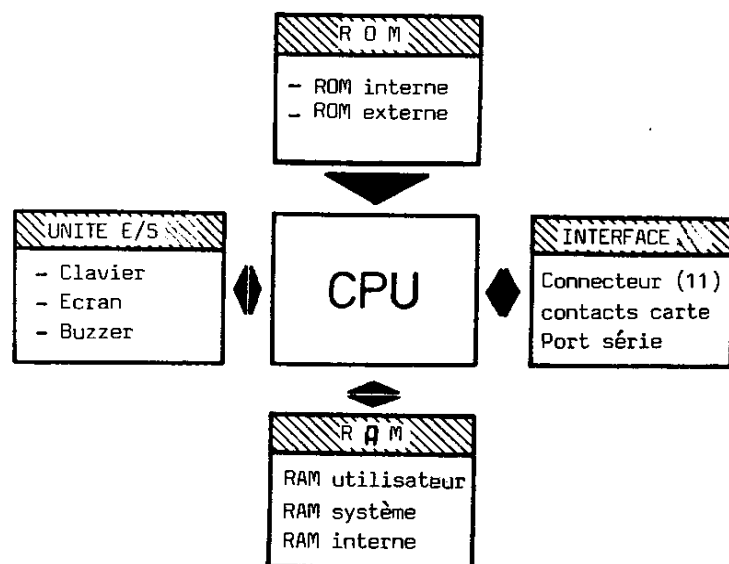 R O M
- ROM interne
- ROM externe
UNITE E/S
- Clavier
- Ecran
- Buzzer
CPU
INTERFACE
Connecteur (11)
contacts carte
Port série
R A M
RAM utilisateur
RAM système
RAM interne